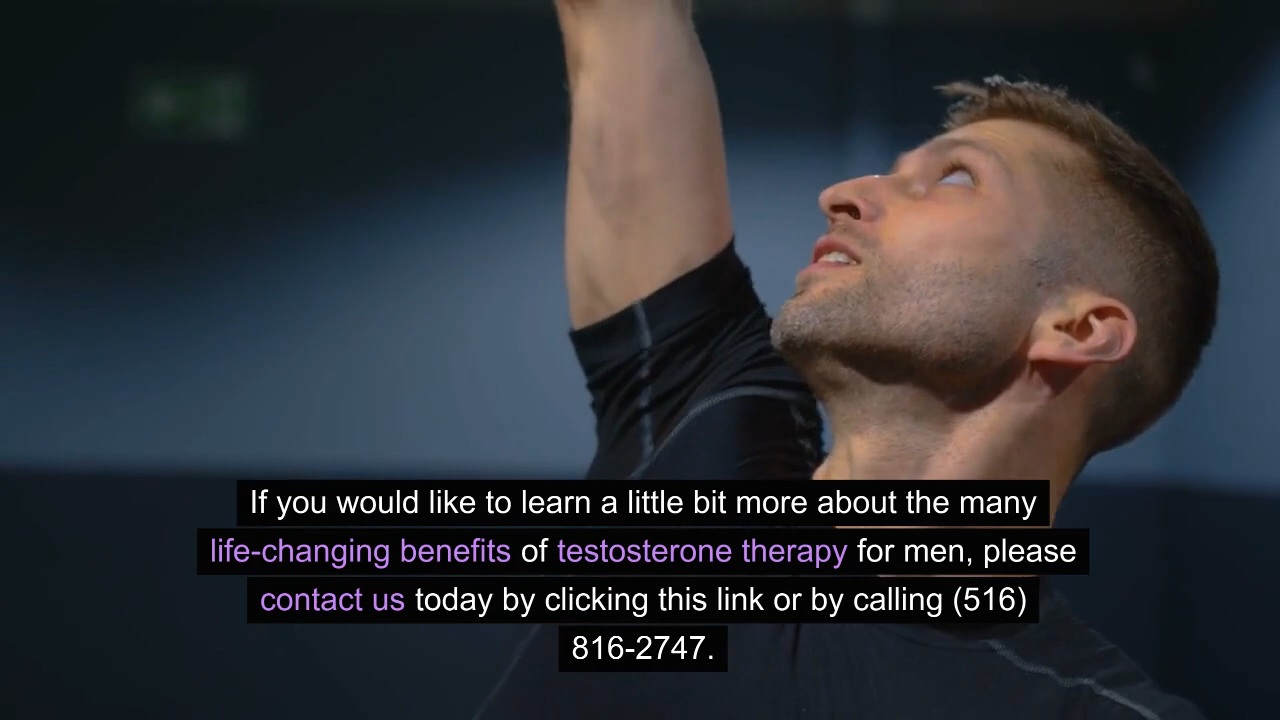 If you would like to learn a little bit more about the many
life-changing benefits of testosterone therapy for men, please
contact us today by clicking this link or by calling (516)
816-2747.